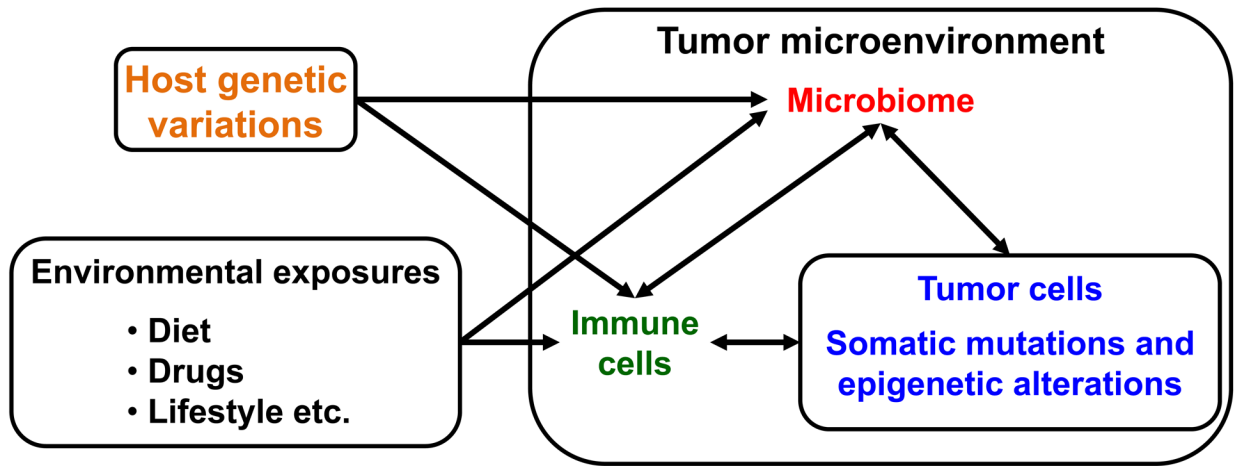 Tumor microenvironment
Host genetic
variations
Microbiome
Environmental exposures
• Diet
• Drugs
• Lifestyle etc.
Immune
cells
Tumor cells
Somatic mutations and
epigenetic alterations